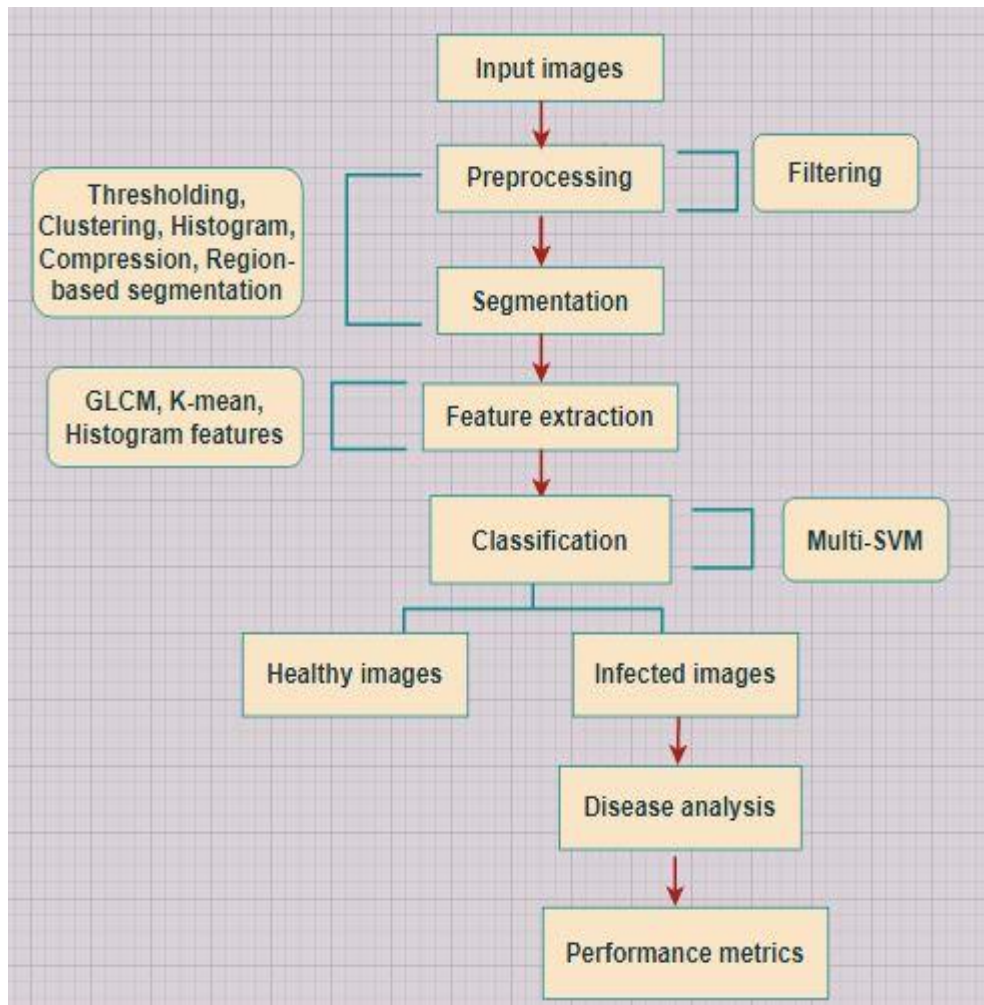 Input images
Preprocessing
Filtering
Thresholding,
Clustering, Histogram,
Compression, Region-
based segmentation
Segmentation
GLCM, K-mean,
Histogram features
Feature extraction
Classification
Multi-SVM
Healthy images
Infected images
Disease analysis
Performance metrics